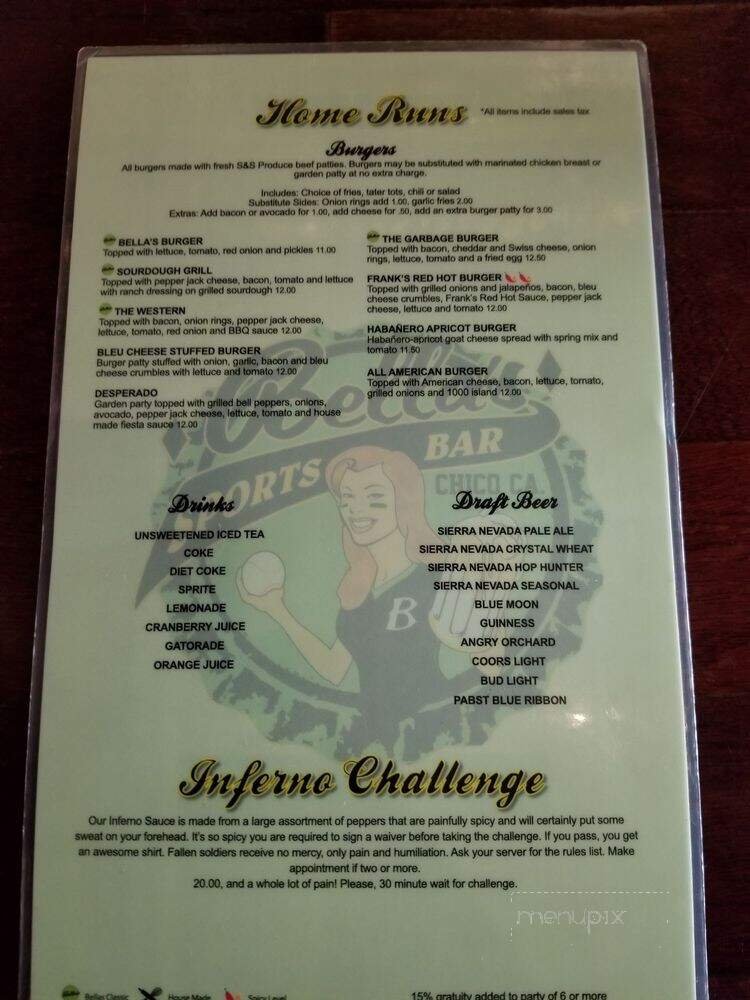 Home Runs
*All items include sales tax
Burgers
All burgers made with fresh S&S Produce beef patties. Burgers may be substituted with marinated chicken breast or
garden patty at no extra charge.
Includes: Choice of fries, tater tots, chili or salad
Substitute Sides: Onion rings add 1.00, garlic fries 2.00
Extras: Add bacon or avocado for 1.00, add cheese for .50, add an extra burger patty for 3.00
BELLA'S BURGER
Topped with lettuce, tomato, red onion and pickles 11.00
SOURDOUGH GRILL
Topped with pepper jack cheese, bacon, tomato and lettuce
with ranch dressing on grilled sourdough 12.00
THE WESTERN
Topped with bacon, onion rings, pepper jack cheese,
lettuce, tomato, red onion and BBQ sauce 12.00
BLEU CHEESE STUFFED BURGER
Burger patty stuffed with onion, garlic, bacon and bleu
cheese crumbles with lettuce and tomato 12.00
DESPERADO
Garden party topped with grilled bell peppers, onions,
avocado, pepper jack cheese, lettuce, tomato and house
made fiesta sauce 12.00
THE GARBAGE BURGER
Topped with bacon, cheddar and Swiss cheese, onion
rings, lettuce, tomato and a fried egg 12.50
FRANK'S RED HOT BURGER
Topped with grilled onions and jalapeños, bacon, bleu
cheese crumbles, Frank's Red Hot Sauce, pepper jack
cheese, lettuce and tomato 12.00
HABAÑERO APRICOT BURGER
Habañero-apricot goat cheese spread with spring mix and
tomato 11.50
ALL AMERICAN BURGER
Topped with American cheese, bacon, lettuce, tomato,
grilled onions and 1000 island 12.00
Bella's
SPORTS BAR
CHICO CA.
B
Drinks
UNSWEETENED ICED TEA
COKE
DIET COKE
SPRITE
LEMONADE
CRANBERRY JUICE
GATORADE
ORANGE JUICE
Draft Beer
SIERRA NEVADA PALE ALE
SIERRA NEVADA CRYSTAL WHEAT
SIERRA NEVADA HOP HUNTER
SIERRA NEVADA SEASONAL
BLUE MOON
GUINNESS
ANGRY ORCHARD
COORS LIGHT
BUD LIGHT
PABST BLUE RIBBON
Inferno Challenge
Our Inferno Sauce is made from a large assortment of peppers that are painfully spicy and will certainly put some
sweat on your forehead. It's so spicy you are required to sign a waiver before taking the challenge. If you pass, you get
an awesome shirt. Fallen soldiers receive no mercy, only pain and humiliation. Ask your server for the rules list. Make
appointment if two or more.
20.00, and a whole lot of pain! Please, 30 minute wait for challenge.
menupix
Bellas Classic
House Made
Spicy Level
15% gratuity added to party of 6 or more